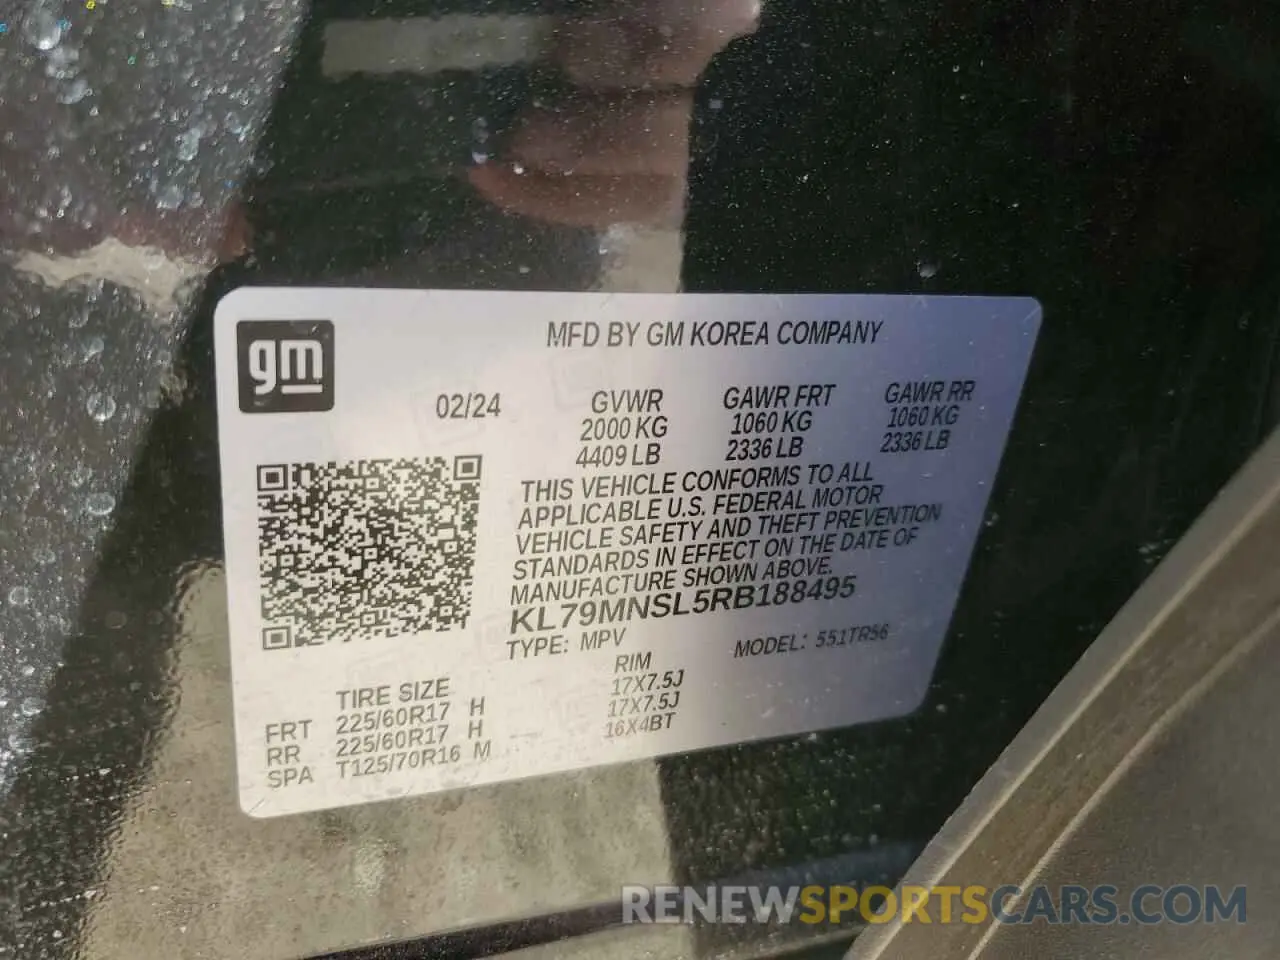 gm
MFD BY GM KOREA COMPANY
02/24
GVWR GAWR FRT GAWR RR
2000 KG 1060 KG 1060 KG
4409 LB 2336 LB 2336 LB
THIS VEHICLE CONFORMS TO ALL
APPLICABLE U.S. FEDERAL MOTOR
VEHICLE SAFETY AND THEFT PREVENTION
STANDARDS IN EFFECT ON THE DATE OF
MANUFACTURE SHOWN ABOVE.
KL79MNSL5RB188495
TYPE: MPV MODEL: 551TR56
TIRE SIZE RIM
FRT 225/60R17 H 17X7.5J
RR 225/60R17 H 17X7.5J
SPA T125/70R16 M 16X4BT
RENEWSPORTSCARS.COM